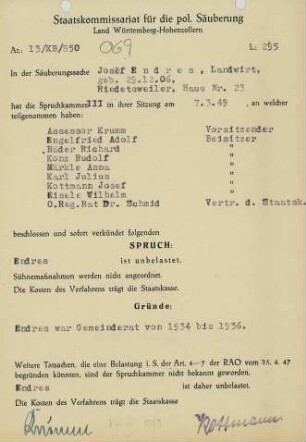 Staatskommissariat für die pol. Säuberung
Land Württemberg-Hohenzollern
Az.: 13/KB/850 069 L: 295
In der Säuberungssache Josef Endres, Landwirt,
geb. 29.12.06,
Riedetsweiler, Haus Nr. 23
hat die Spruchkammer III in ihrer Sitzung am 7.3.49 , an welcher
teilgenommen haben:
Assessor Krumm Vorsitzender
Engelfried Adolf Beisitzer
Bäder Richard "
Kons Rudolf "
Märkle Anna "
Karl Julius "
Kottmann Josef "
Eisele Wilhelm "
O.Reg.Rat Dr. Schmid Vertr. d. Staatsk.
beschlossen und sofort verkündet folgenden
SPRUCH:
Endres ist unbelastet.
Sühnemaßnahmen werden nicht angeordnet.
Die Kosten des Verfahrens trägt die Staatskasse.
Gründe:
Endres war Gemeinderat von 1934 bis 1936.
Weitere Tatsachen, die eine Belastung i. S. der Art. 4—7 der RAO vom 25. 4. 47
begründen könnten, sind der Spruchkammer nicht bekannt geworden.
Endres ist daher unbelastet.
Die Kosten des Verfahrens trägt die Staatskasse
Krumm Kottmann